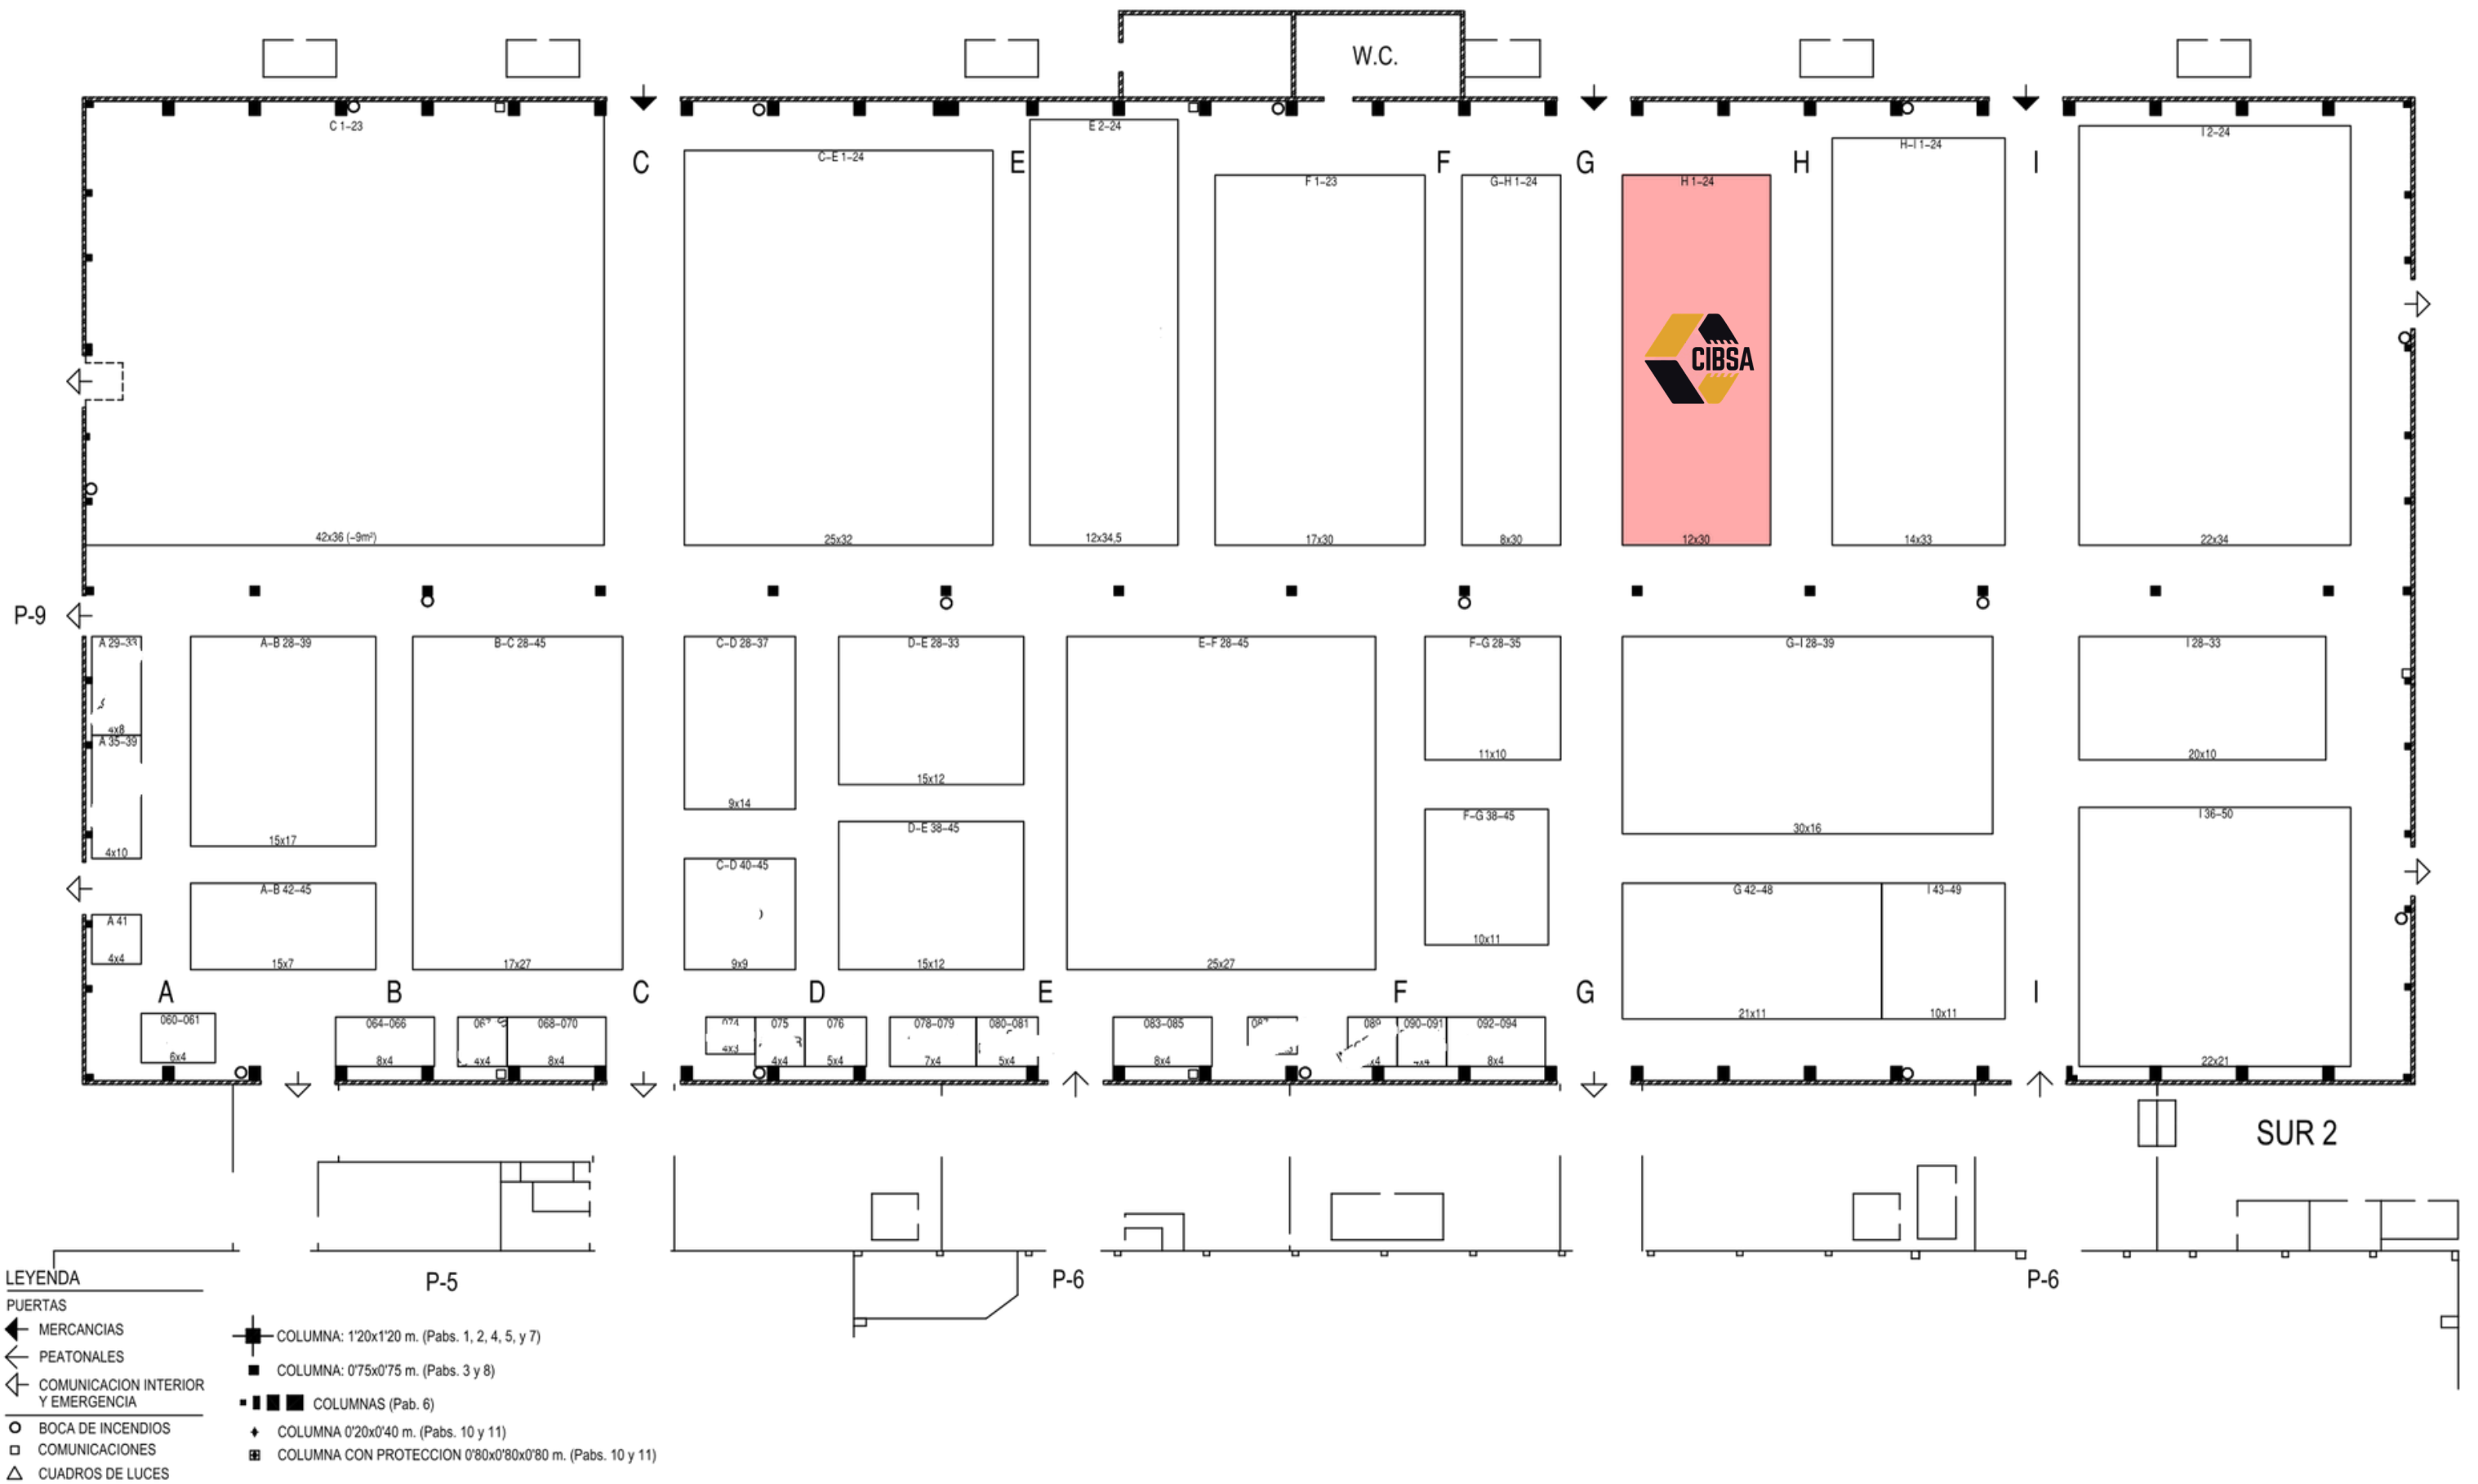 W.C.
C 1–23
C
C–E 1–24
E
E 2–24
F 1–23
F
G–H 1–24
G
H 1–24
H
H–I 1–24
I
I 2–24
CIBSA
42x36 (–9m²)
25x32
12x34,5
17x30
8x30
12x30
14x33
22x34
P-9
A 29–33
A–B 28–39
B–C 28–45
C–D 28–37
D–E 28–33
E–F 28–45
F–G 28–35
G–I 28–39
I 28–33
4x8
A 35–39
11x10
20x10
15x12
9x14
F–G 38–45
I 36–50
D–E 38–45
30x16
15x17
4x10
C–D 40–45
A–B 42–45
G 42–48
I 43–49
A 41
10x11
4x4
15x7
17x27
9x9
15x12
25x27
A
B
C
D
E
F
G
I
21x11
10x11
060–061
064–066
068–070
075
076
078–079
080–081
083–085
090–091
092–094
6x4
8x4
4x4
8x4
4x3
4x4
5x4
7x4
5x4
8x4
8x4
22x21
SUR 2
P-5
P-6
P-6
LEYENDA
PUERTAS
MERCANCIAS
PEATONALES
COMUNICACION INTERIOR
Y EMERGENCIA
BOCA DE INCENDIOS
COMUNICACIONES
CUADROS DE LUCES
COLUMNA: 1'20x1'20 m. (Pabs. 1, 2, 4, 5, y 7)
COLUMNA: 0'75x0'75 m. (Pabs. 3 y 8)
COLUMNAS (Pab. 6)
COLUMNA 0'20x0'40 m. (Pabs. 10 y 11)
COLUMNA CON PROTECCION 0'80x0'80x0'80 m. (Pabs. 10 y 11)